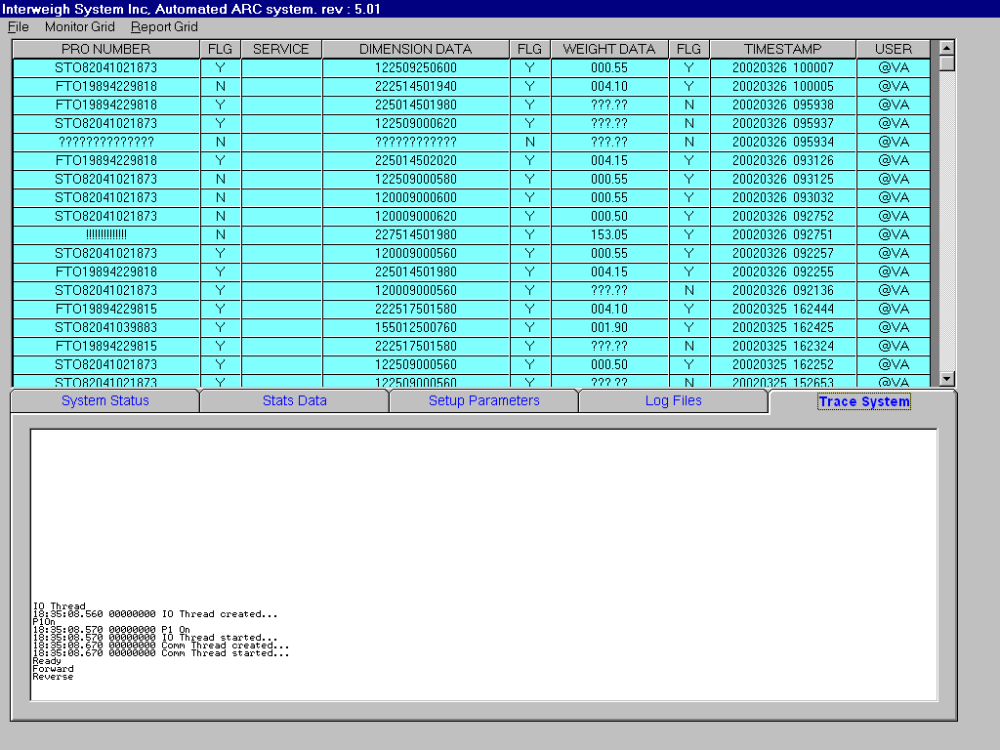 Interweigh System Inc, Automated ARC system. rev : 5.01
File Monitor Grid Report Grid
PRO NUMBER FLG SERVICE DIMENSION DATA FLG WEIGHT DATA FLG TIMESTAMP USER
STO82041021873 Y 122509250600 Y 000.55 Y 20020326 100007 @VA
FTO19894229818 N 222514501940 Y 004.10 Y 20020326 100005 @VA
FTO19894229818 Y 225014501980 Y ???.?? N 20020326 095938 @VA
STO82041021873 Y 122509000620 Y ???.?? N 20020326 095937 @VA
?????????????? N ???????????? N ???.?? N 20020326 095934 @VA
FTO19894229818 Y 225014502020 Y 004.15 Y 20020326 093126 @VA
STO82041021873 N 122509000580 Y 000.55 Y 20020326 093125 @VA
STO82041021873 N 120009000600 Y 000.55 Y 20020326 093032 @VA
STO82041021873 N 120009000620 Y 000.50 Y 20020326 092752 @VA
!!!!!!!!!!!!!! N 227514501980 Y 153.05 Y 20020326 092751 @VA
STO82041021873 Y 120009000560 Y 000.55 Y 20020326 092257 @VA
FTO19894229818 Y 225014501980 Y 004.15 Y 20020326 092255 @VA
STO82041021873 Y 120009000560 Y ???.?? N 20020326 092136 @VA
FTO19894229815 Y 222517501580 Y 004.10 Y 20020325 162444 @VA
STO82041039883 Y 155012500760 Y 001.90 Y 20020325 162425 @VA
FTO19894229815 Y 222517501580 Y ???.?? N 20020325 162324 @VA
STO82041021873 Y 122509000560 Y 000.50 Y 20020325 162252 @VA
STO82041021873 Y 122509000560 Y ???.?? N 20020325 152653 @VA
System Status Stats Data Setup Parameters Log Files Trace System
IO Thread
18:35:08.560 00000000 IO Thread created...
P1On
18:35:08.570 00000000 P1 On
18:35:08.570 00000000 IO Thread started...
18:35:08.670 00000000 Comm Thread created...
18:35:08.670 00000000 Comm Thread started...
Ready
Forward
Reverse